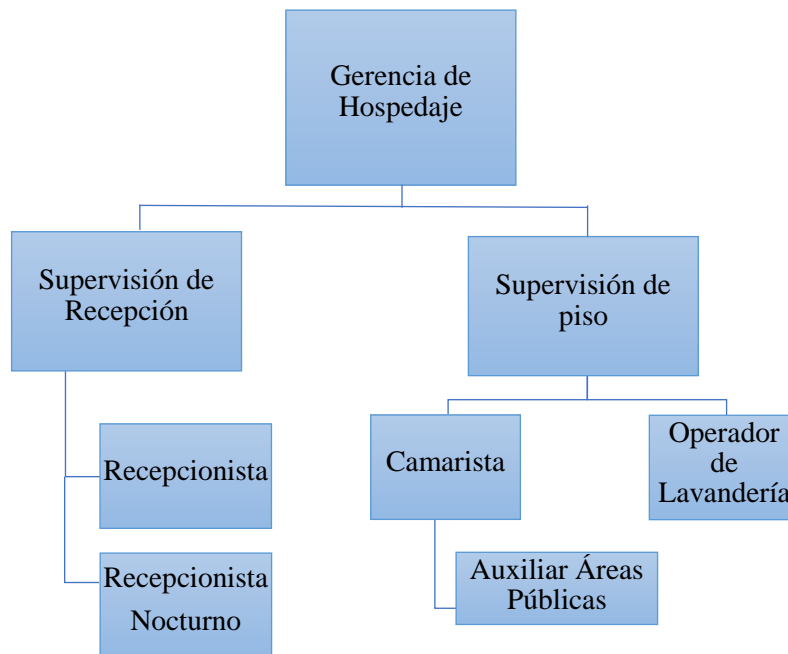 Gerencia de
Hospedaje
Supervisión de
Recepción
Supervisión de
piso
Recepcionista
Recepcionista
Nocturno
Camarista
Auxiliar Áreas
Públicas
Operador
de
Lavandería